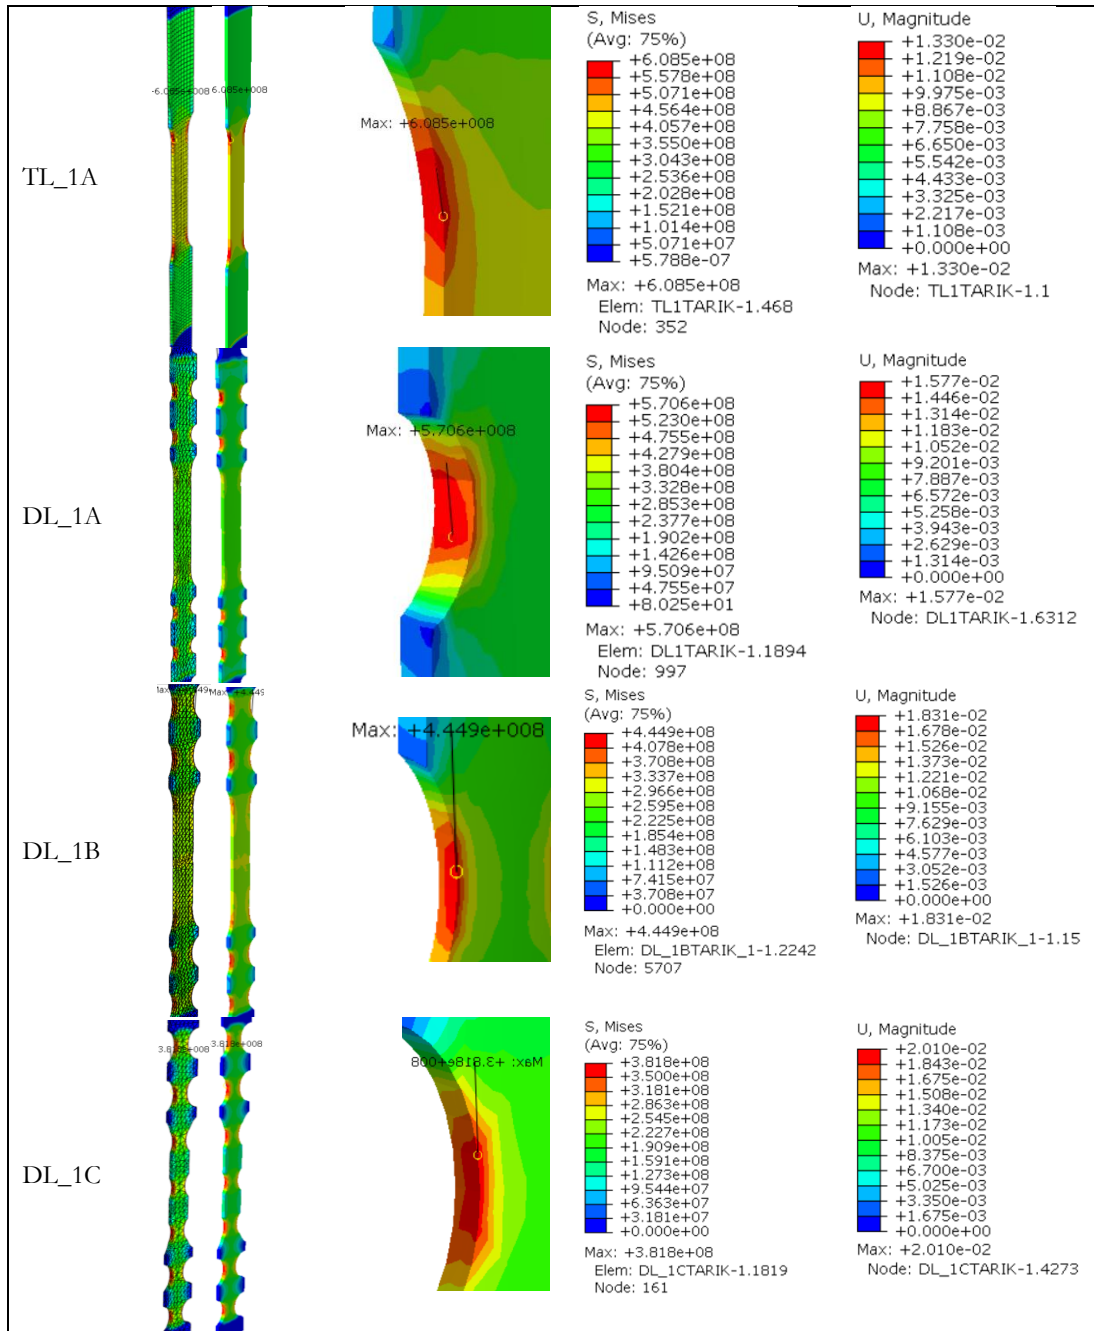 TL_1A
-6.085e+008
6.085e+008
Max: +6.085e+008
S, Mises
(Avg: 75%)
+6.085e+08
+5.578e+08
+5.071e+08
+4.564e+08
+4.057e+08
+3.550e+08
+3.043e+08
+2.536e+08
+2.028e+08
+1.521e+08
+1.014e+08
+5.071e+07
+5.788e-07
Max: +6.085e+08
Elem: TL1TARIK-1.468
Node: 352
U, Magnitude
+1.330e-02
+1.219e-02
+1.108e-02
+9.975e-03
+8.867e-03
+7.758e-03
+6.650e-03
+5.542e-03
+4.433e-03
+3.325e-03
+2.217e-03
+1.108e-03
+0.000e+00
Max: +1.330e-02
Node: TL1TARIK-1.1
DL_1A
Max: +5.706e+008
S, Mises
(Avg: 75%)
+5.706e+08
+5.230e+08
+4.755e+08
+4.279e+08
+3.804e+08
+3.328e+08
+2.853e+08
+2.377e+08
+1.902e+08
+1.426e+08
+9.509e+07
+4.755e+07
+8.025e+01
Max: +5.706e+08
Elem: DL1TARIK-1.1894
Node: 997
U, Magnitude
+1.577e-02
+1.446e-02
+1.314e-02
+1.183e-02
+1.052e-02
+9.201e-03
+7.887e-03
+6.572e-03
+5.258e-03
+3.943e-03
+2.629e-03
+1.314e-03
+0.000e+00
Max: +1.577e-02
Node: DL1TARIK-1.6312
DL_1B
Max: +4.449
Max: +4.449e+008
S, Mises
(Avg: 75%)
+4.449e+08
+4.078e+08
+3.708e+08
+3.337e+08
+2.966e+08
+2.595e+08
+2.225e+08
+1.854e+08
+1.483e+08
+1.112e+08
+7.415e+07
+3.708e+07
+0.000e+00
Max: +4.449e+08
Elem: DL_1BTARIK_1-1.2242
Node: 5707
U, Magnitude
+1.831e-02
+1.678e-02
+1.526e-02
+1.373e-02
+1.221e-02
+1.068e-02
+9.155e-03
+7.629e-03
+6.103e-03
+4.577e-03
+3.052e-03
+1.526e-03
+0.000e+00
Max: +1.831e-02
Node: DL_1BTARIK_1-1.15
DL_1C
3.818e+008
3.818e+008
Max: +3.818e+008
S, Mises
(Avg: 75%)
+3.818e+08
+3.500e+08
+3.181e+08
+2.863e+08
+2.545e+08
+2.227e+08
+1.909e+08
+1.591e+08
+1.273e+08
+9.544e+07
+6.363e+07
+3.181e+07
+0.000e+00
Max: +3.818e+08
Elem: DL_1CTARIK-1.1819
Node: 161
U, Magnitude
+2.010e-02
+1.843e-02
+1.675e-02
+1.508e-02
+1.340e-02
+1.173e-02
+1.005e-02
+8.375e-03
+6.700e-03
+5.025e-03
+3.350e-03
+1.675e-03
+0.000e+00
Max: +2.010e-02
Node: DL_1CTARIK-1.4273